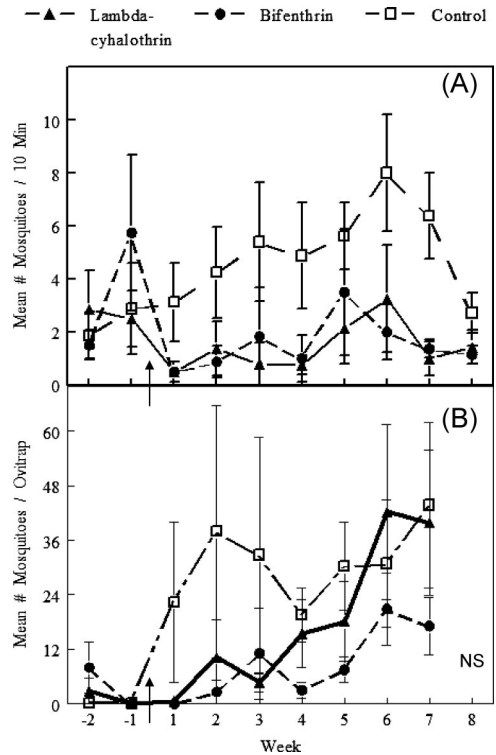 Lambda-cyhalothrin
Bifenthrin
Control
(A)
Mean # Mosquitoes / 10 Min
10
8
6
4
2
0
(B)
Mean # Mosquitoes / Ovitrap
60
48
36
24
12
0
NS
-2 -1 1 2 3 4 5 6 7 8
Week